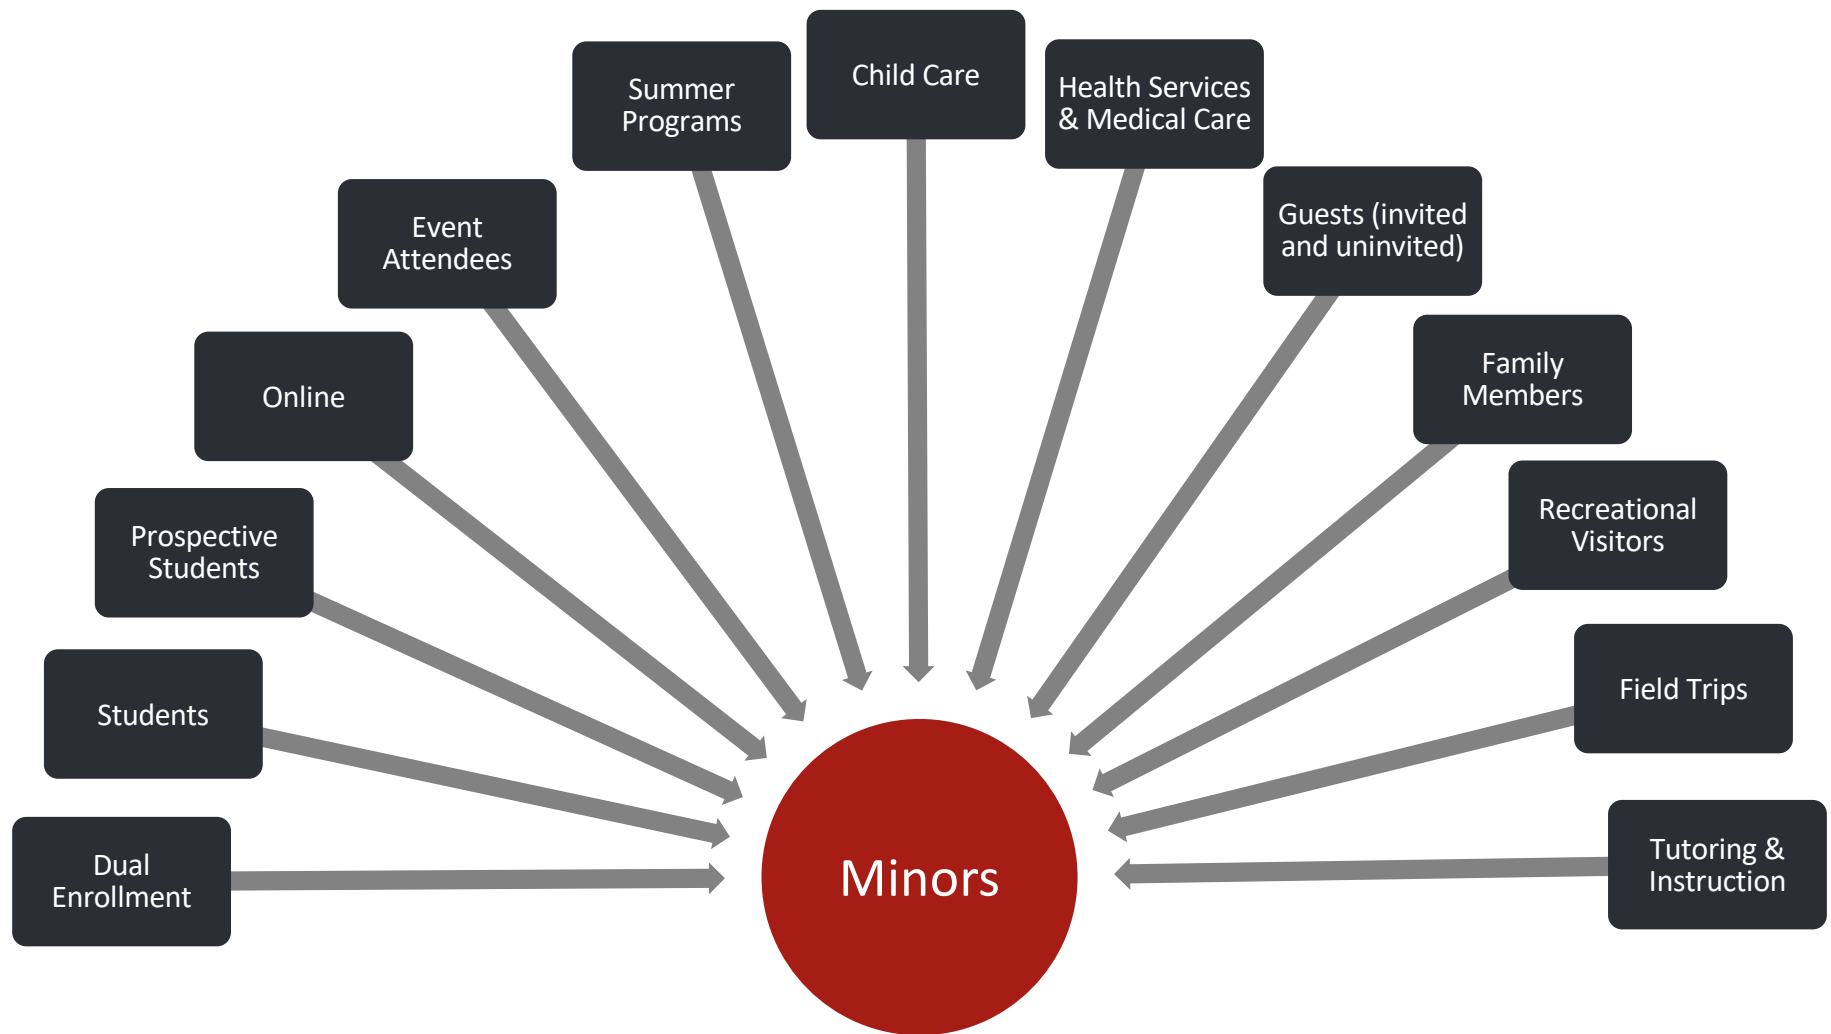 Dual
Enrollment
Students
Prospective
Students
Online
Event
Attendees
Summer
Programs
Child Care
Health Services
& Medical Care
Guests (invited
and uninvited)
Family
Members
Recreational
Visitors
Field Trips
Tutoring &
Instruction
Minors